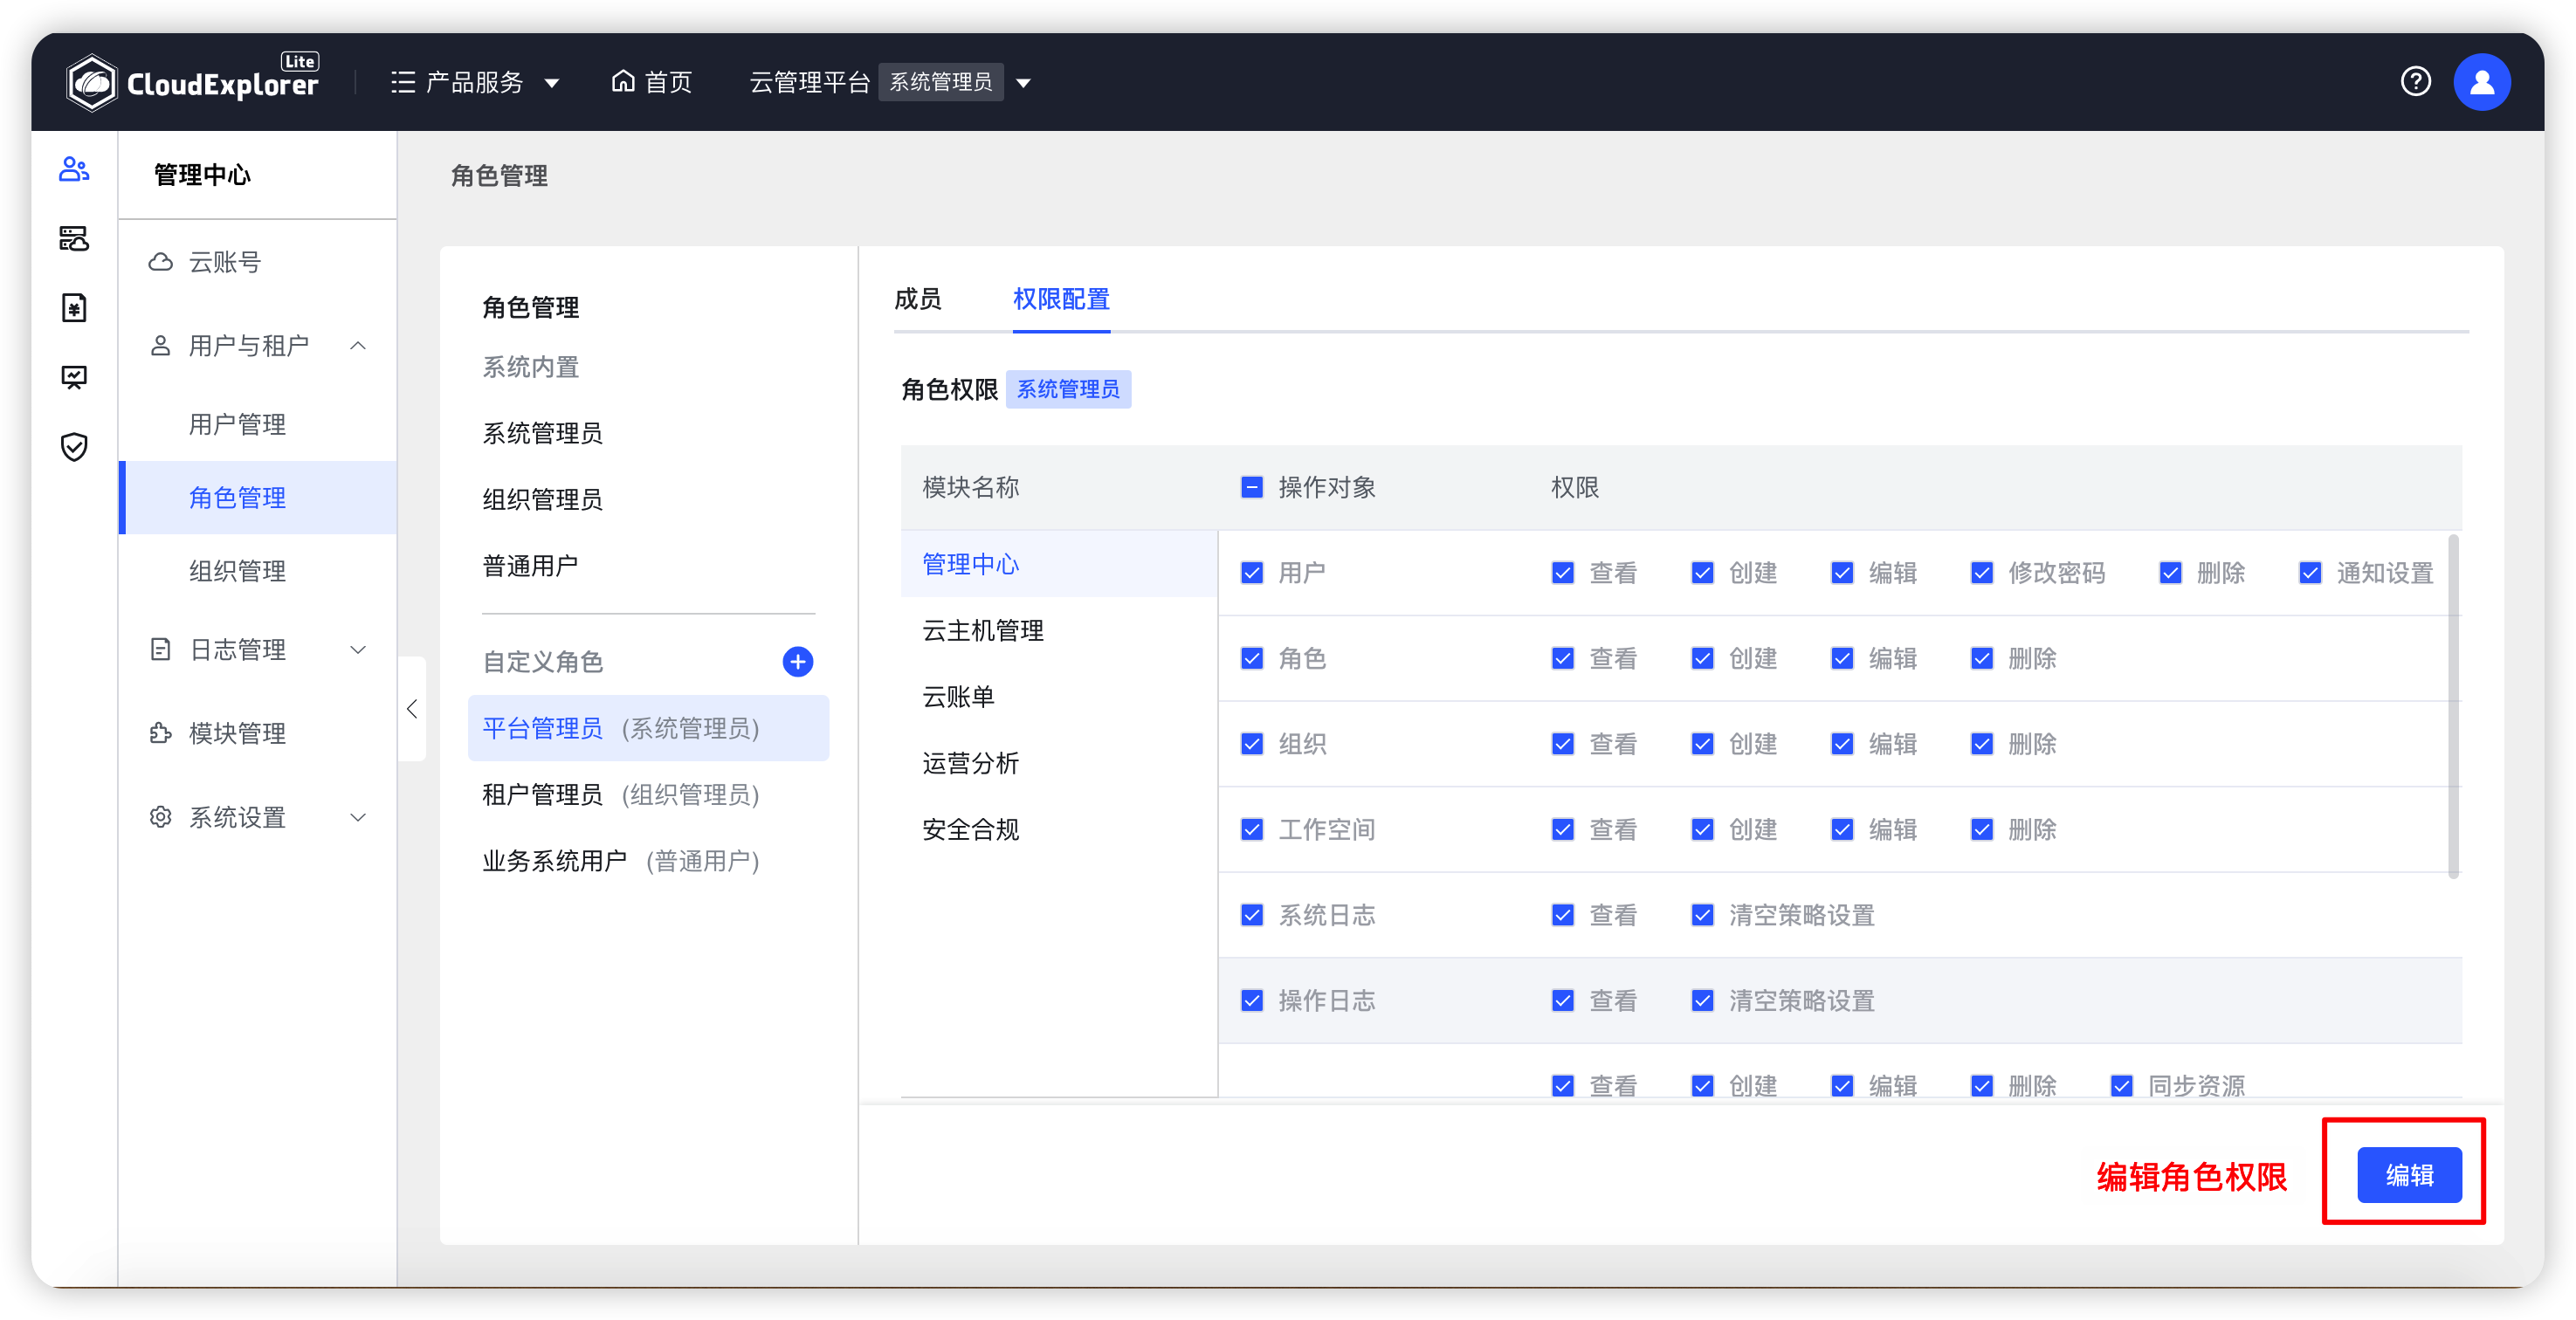 CloudExplorer Lite
产品服务
首页
云管理平台 系统管理员
管理中心
云账号
用户与租户
用户管理
角色管理
组织管理
日志管理
模块管理
系统设置
角色管理
角色管理
系统内置
系统管理员
组织管理员
普通用户
自定义角色
平台管理员 (系统管理员)
租户管理员 (组织管理员)
业务系统用户 (普通用户)
成员 权限配置
角色权限 系统管理员
模块名称 操作对象 权限
管理中心
云主机管理
云账单
运营分析
安全合规
用户 查看 创建 编辑 修改密码 删除 通知设置
角色 查看 创建 编辑 删除
组织 查看 创建 编辑 删除
工作空间 查看 创建 编辑 删除
系统日志 查看 清空策略设置
操作日志 查看 清空策略设置
查看 创建 编辑 删除 同步资源
编辑角色权限 编辑